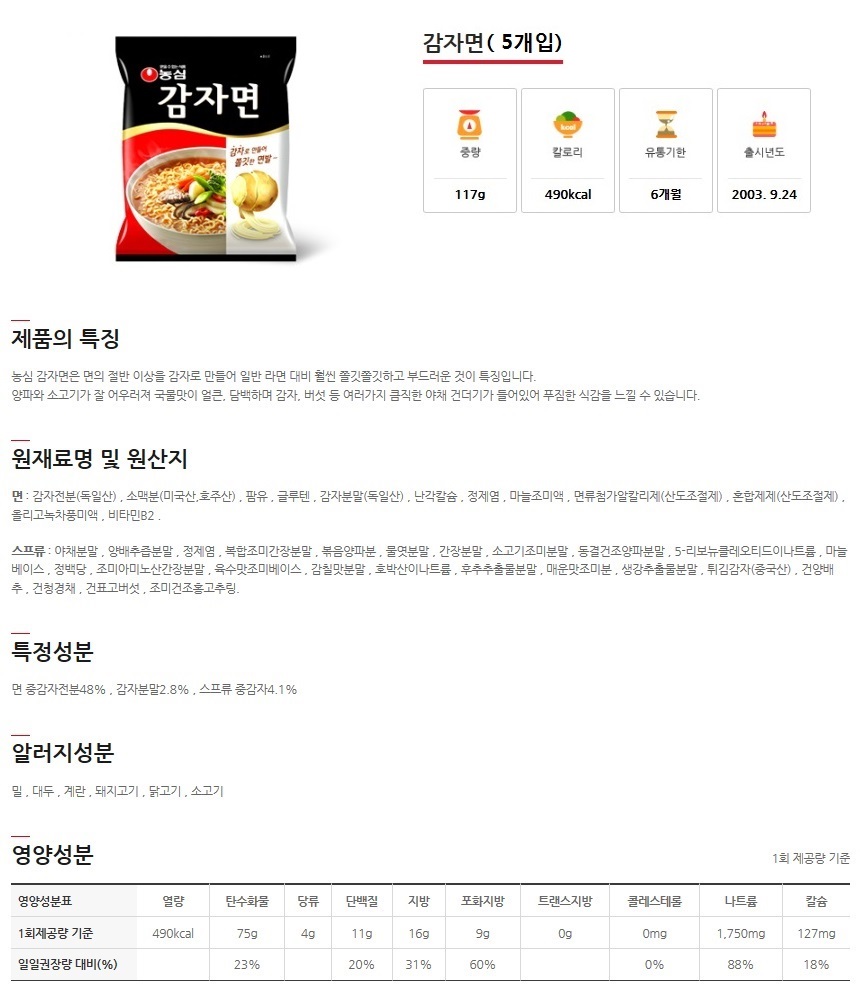 농심
감자면
감자로 만들어
쫄깃한 면발~
감자면( 5개입)
중량
칼로리
유통기한
출시년도
kcal
117g
490kcal
6개월
2003. 9.24
제품의 특징
농심 감자면은 면의 절반 이상을 감자로 만들어 일반 라면 대비 훨씬 쫄깃쫄깃하고 부드러운 것이 특징입니다.
양파와 소고기가 잘 어우러져 국물맛이 얼큰, 담백하며 감자, 버섯 등 여러가지 큼직한 야채 건더기가 들어있어 푸짐한 식감을 느낄 수 있습니다.
원재료명 및 원산지
면 : 감자전분(독일산) , 소맥분(미국산,호주산) , 팜유 , 글루텐 , 감자분말(독일산) , 난각칼슘 , 정제염 , 마늘조미액 , 면류첨가알칼리제(산도조절제) , 혼합제제(산도조절제) ,
올리고녹차풍미액 , 비타민B2 .
스프류 : 야채분말 , 양배추즙분말 , 정제염 , 복합조미간장분말 , 볶음양파분 , 물엿분말 , 간장분말 , 소고기조미분말 , 동결건조양파분말 , 5-리보뉴클레오티드이나트륨 , 마늘
베이스 , 정백당 , 조미아미노산간장분말 , 육수맛조미베이스 , 감칠맛분말 , 호박산이나트륨 , 후추추출물분말 , 매운맛조미분 , 생강추출물분말 , 튀김감자(중국산) , 건양배
추 , 건청경채 , 건표고버섯 , 조미건조홍고추링.
특정성분
면 중감자전분48% , 감자분말2.8% , 스프류 중감자4.1%
알러지성분
밀 , 대두 , 계란 , 돼지고기 , 닭고기 , 소고기
영양성분
1회 제공량 기준
영양성분표 열량 탄수화물 당류 단백질 지방 포화지방 트랜스지방 콜레스테롤 나트륨 칼슘
1회제공량 기준 490kcal 75g 4g 11g 16g 9g 0g 0mg 1,750mg 127mg
일일권장량 대비(%) 23% 20% 31% 60% 0% 88% 18%